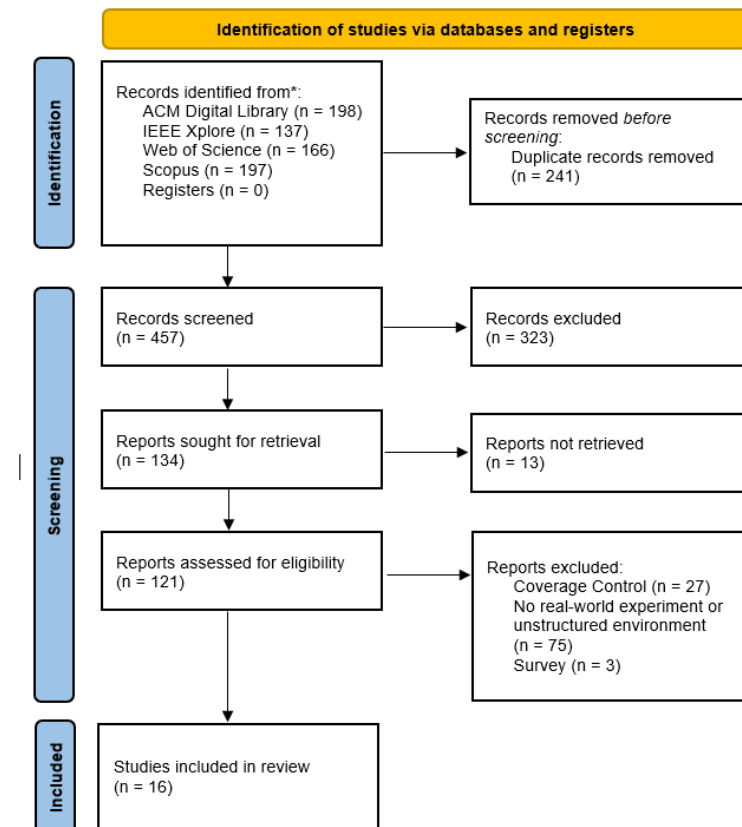 Identification of studies via databases and registers
Identification
Records identified from*:
ACM Digital Library (n = 198)
IEEE Xplore (n = 137)
Web of Science (n = 166)
Scopus (n = 197)
Registers (n = 0)
Records removed before
screening:
Duplicate records removed
(n = 241)
Screening
Records screened
(n = 457)
Records excluded
(n = 323)
Reports sought for retrieval
(n = 134)
Reports not retrieved
(n = 13)
Reports assessed for eligibility
(n = 121)
Reports excluded:
Coverage Control (n = 27)
No real-world experiment or
unstructured environment
(n = 75)
Survey (n = 3)
Included
Studies included in review
(n = 16)